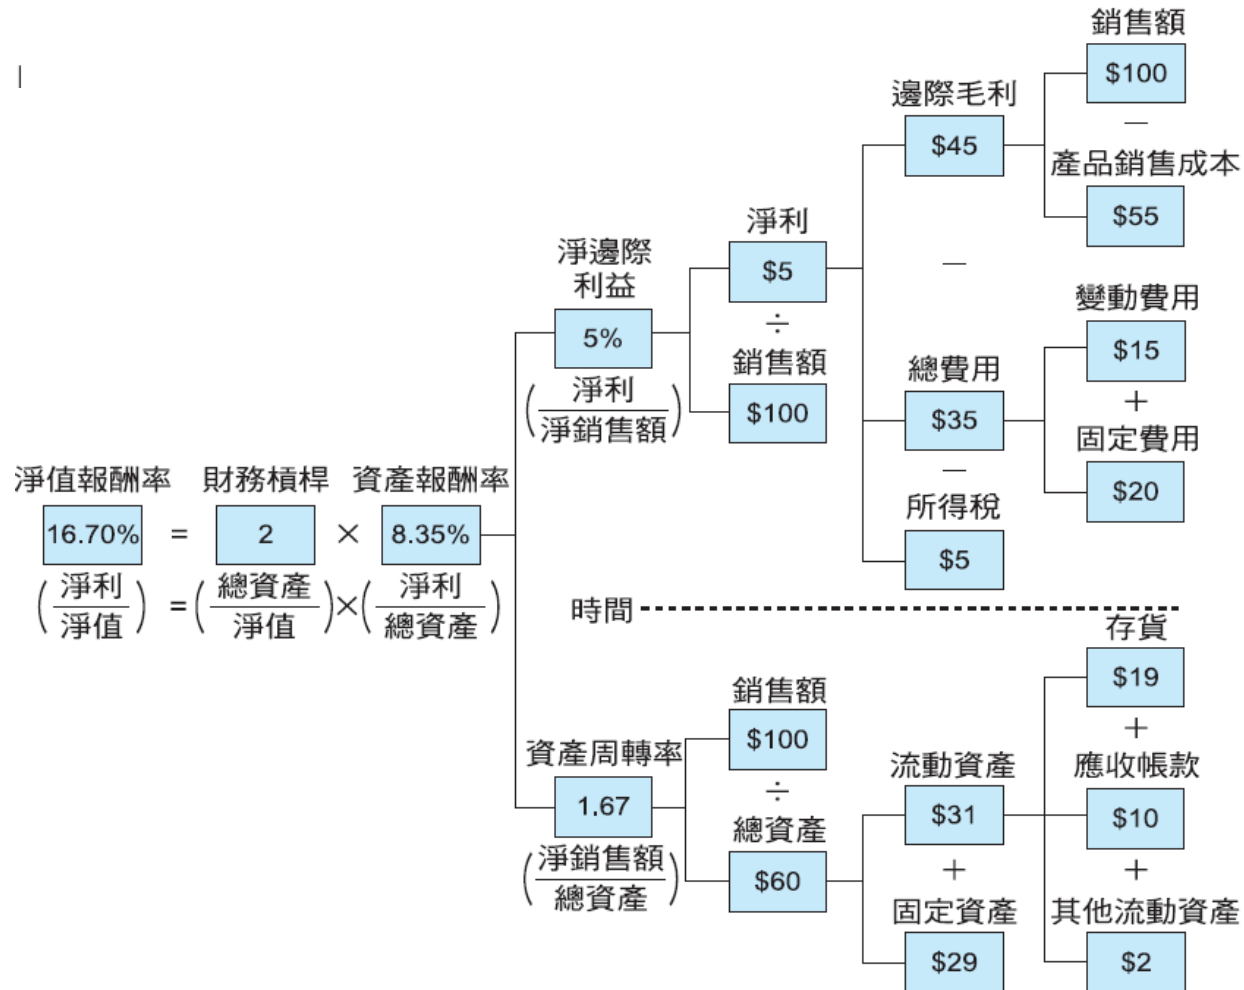 銷售額
$100
－
產品銷售成本
$55
邊際毛利
$45
－
變動費用
$15
＋
固定費用
$20
總費用
$35
－
所得稅
$5
淨利
$5
÷
銷售額
$100
淨邊際
利益
5%
(淨利/淨銷售額)
淨值報酬率 財務槓桿 資產報酬率
16.70% = 2 × 8.35%
(淨利/淨值) = (總資產/淨值) × (淨利/總資產)
時間
資產周轉率
1.67
(淨銷售額/總資產)
銷售額
$100
÷
總資產
$60
流動資產
$31
＋
固定資產
$29
存貨
$19
＋
應收帳款
$10
＋
其他流動資產
$2